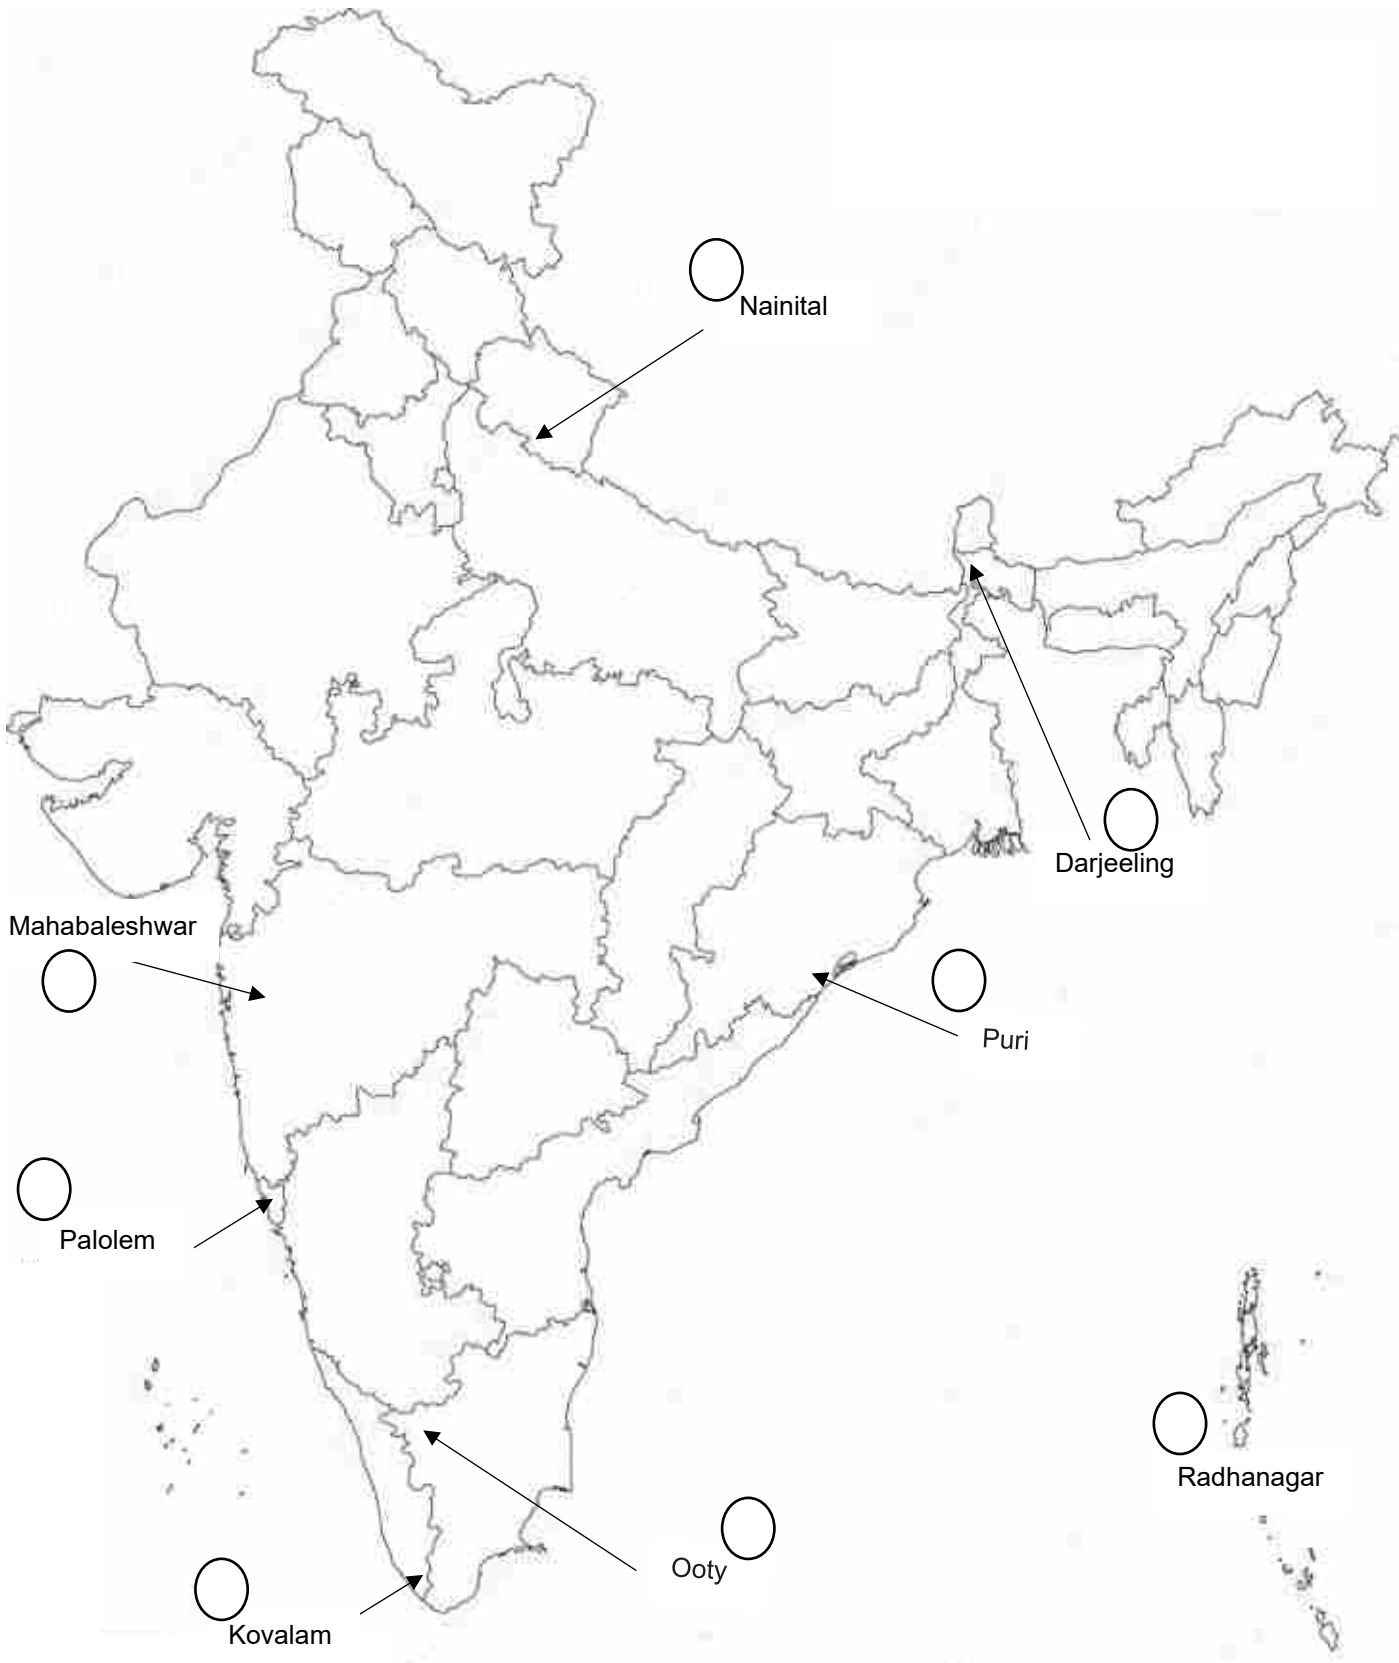 Nainital
Darjeeling
Mahabaleshwar
Puri
Palolem
Radhanagar
Ooty
Kovalam